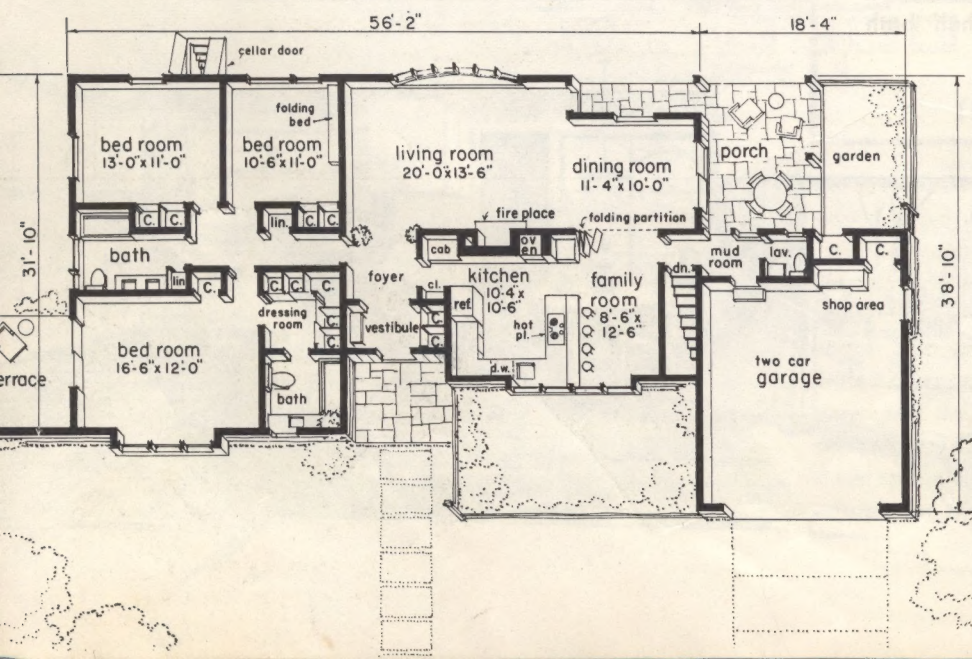 56'-2"
18'-4"
cellar door
folding
bed
bed room
13'-0"x11'-0"
bed room
10'-6"x11'-0"
living room
20'-0"x13'-6"
dining room
11'-4"x10'-0"
porch
garden
31'-10"
38'-10"
C.
C.
lin.
C.
C.
fire place
folding partition
bath
lin
C.
cab
ov
en
mud
room
lav.
C.
C.
dn.
foyer
kitchen
10'-4"x
10'-6"
family
room
8'-6"x
12'-6"
shop area
C.
C.
C.
C.
C.
dressing
room
cl.
ref.
hot
pl.
vestibule
C.
C.
bed room
16'-6"x12'-0"
bath
d.w.
two car
garage
errace